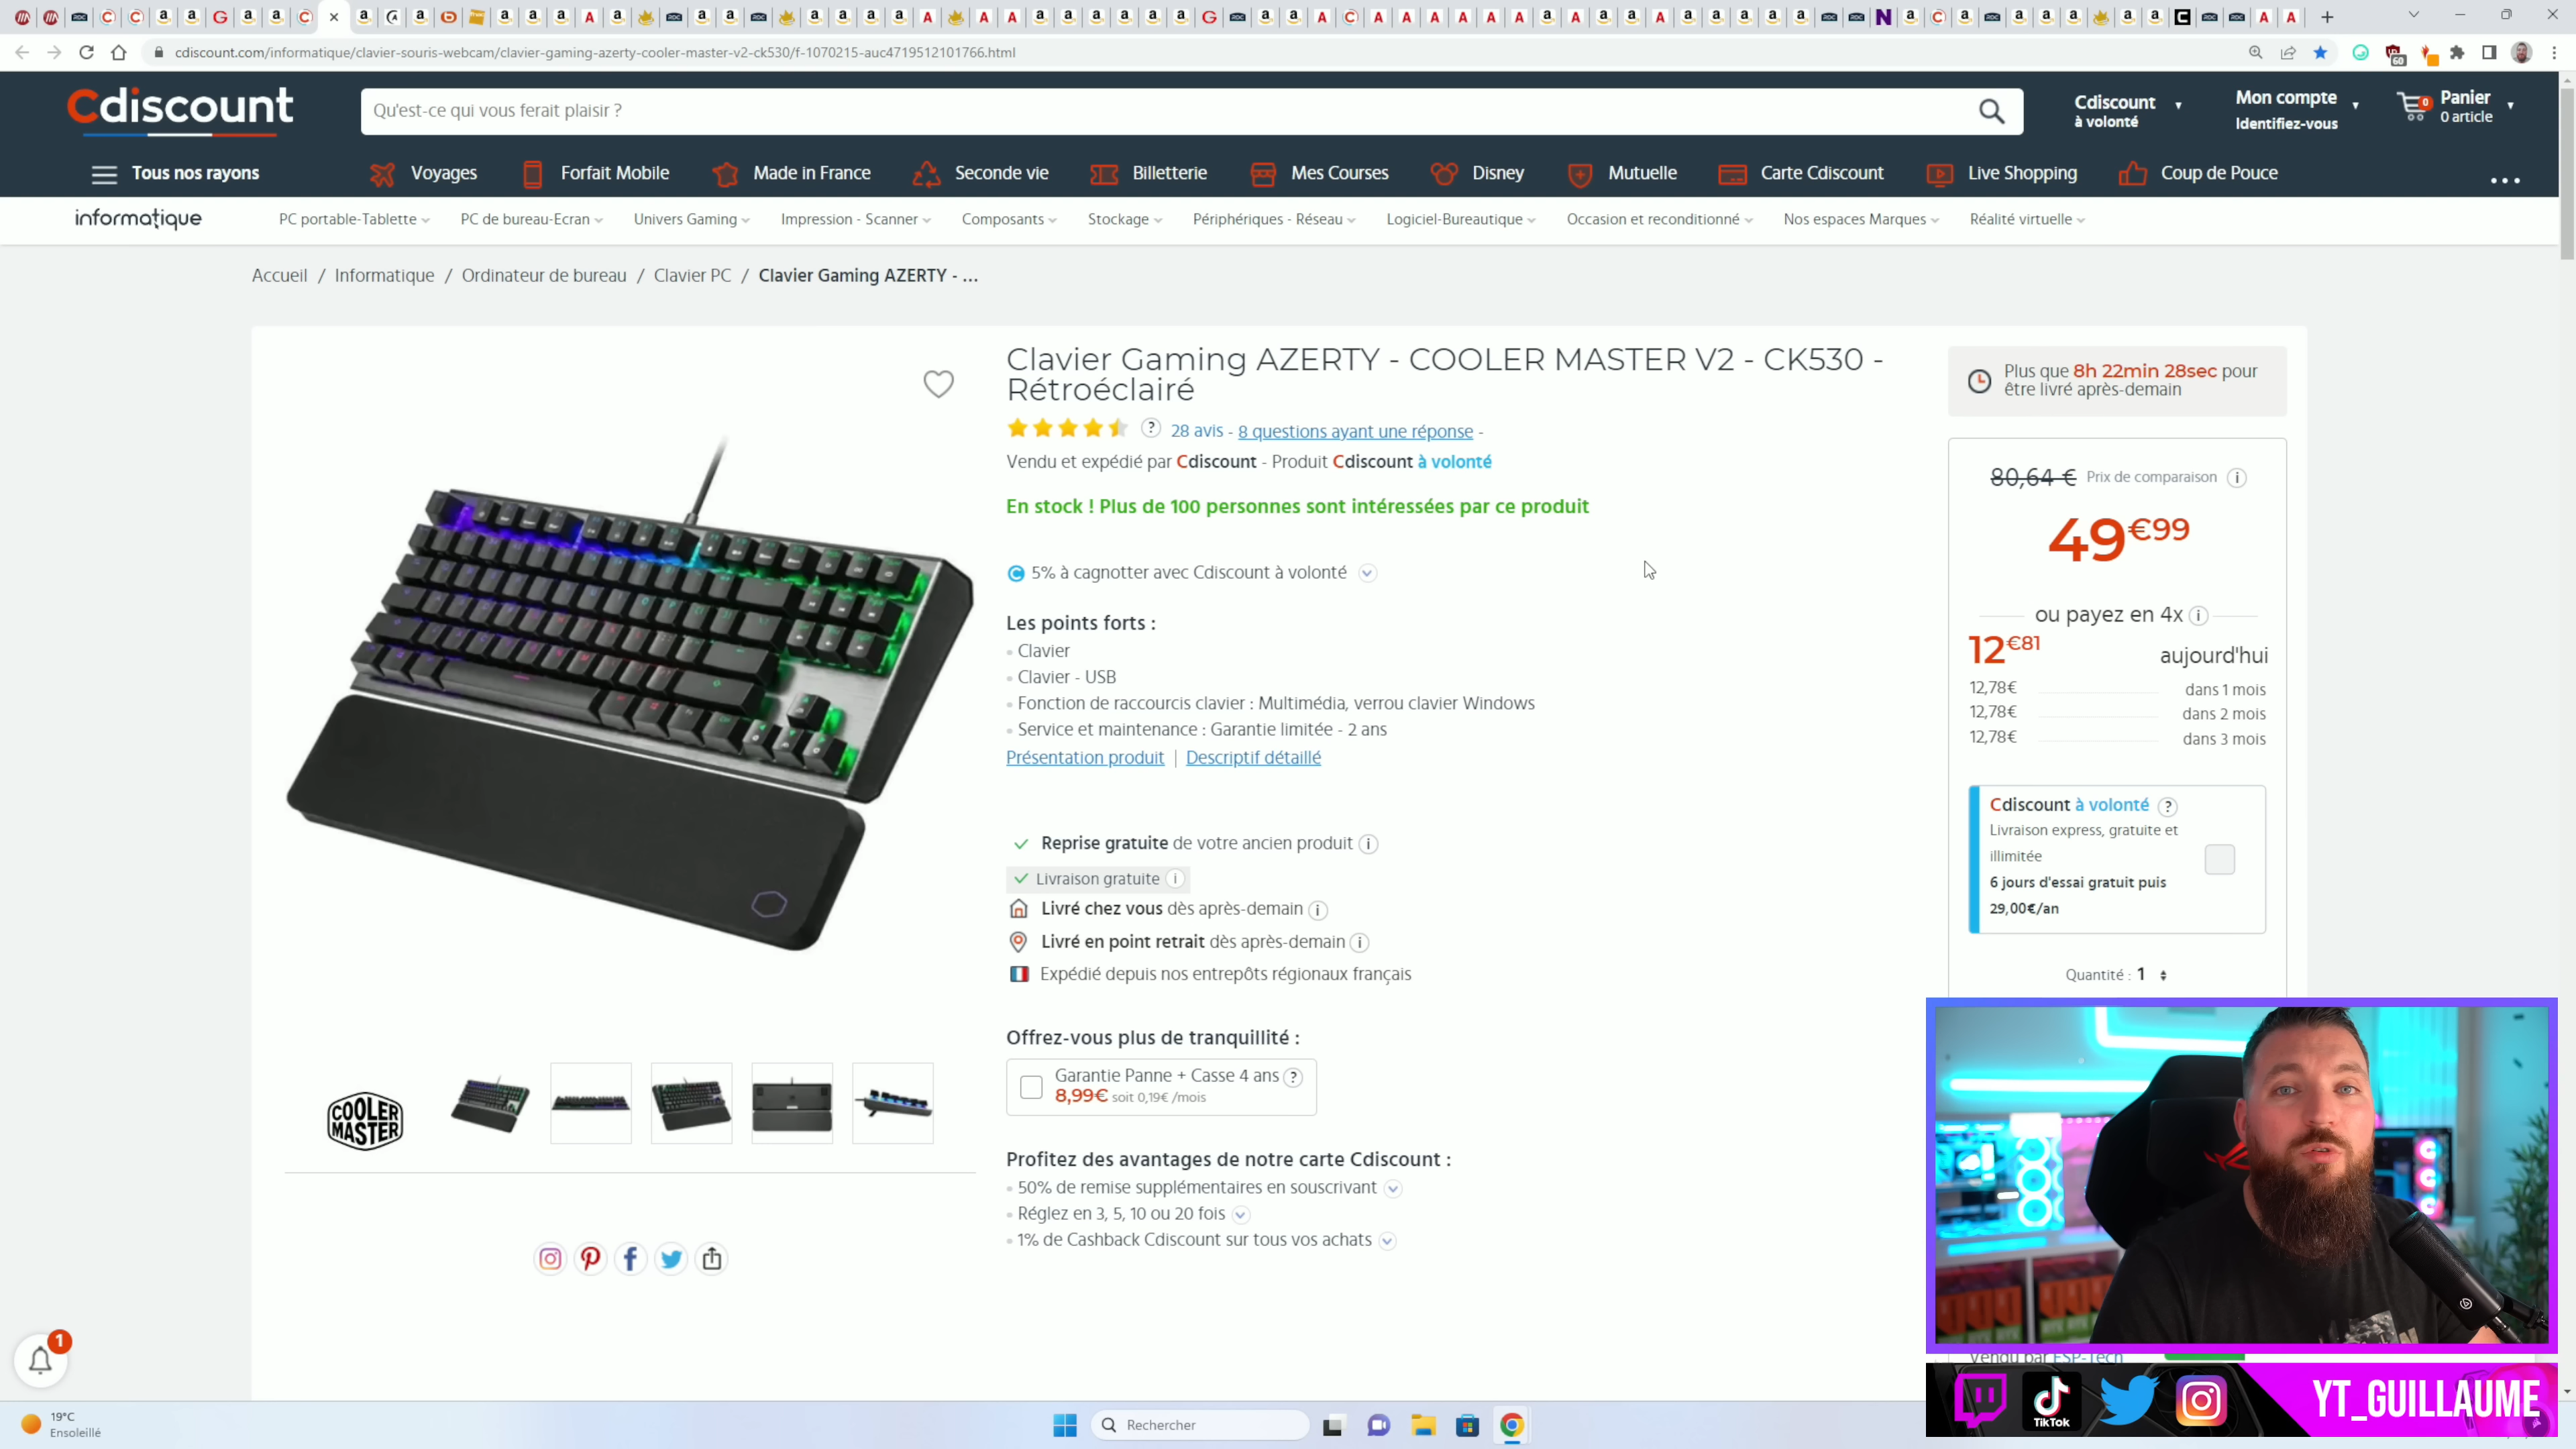 cdiscount.com/informatique/clavier-souris-webcam/clavier-gaming-azerty-cooler-master-v2-ck530/f-1070215-auc4719512101766.html
60
Cdiscount
Qu'est-ce qui vous ferait plaisir ?
Cdiscount
à volonté
Mon compte
Identifiez-vous
0
Panier
0 article
Tous nos rayons
Voyages
Forfait Mobile
Made in France
Seconde vie
Billetterie
Mes Courses
Disney
Mutuelle
Carte Cdiscount
Live Shopping
Coup de Pouce
informatique
PC portable-Tablette
PC de bureau-Ecran
Univers Gaming
Impression - Scanner
Composants
Stockage
Périphériques - Réseau
Logiciel-Bureautique
Occasion et reconditionné
Nos espaces Marques
Réalité virtuelle
Accueil / Informatique / Ordinateur de bureau / Clavier PC / Clavier Gaming AZERTY - ...
Clavier Gaming AZERTY - COOLER MASTER V2 - CK530 -
Rétroéclairé
? 28 avis - 8 questions ayant une réponse -
Vendu et expédié par Cdiscount - Produit Cdiscount à volonté
En stock ! Plus de 100 personnes sont intéressées par ce produit
5% à cagnotter avec Cdiscount à volonté
Les points forts :
Clavier
Clavier - USB
Fonction de raccourcis clavier : Multimédia, verrou clavier Windows
Service et maintenance : Garantie limitée - 2 ans
Présentation produit | Descriptif détaillé
Reprise gratuite de votre ancien produit i
Livraison gratuite i
Livré chez vous dès après-demain i
Livré en point retrait dès après-demain i
Expédié depuis nos entrepôts régionaux français
Offrez-vous plus de tranquillité :
Garantie Panne + Casse 4 ans ?
8,99€ soit 0,19€ /mois
Profitez des avantages de notre carte Cdiscount :
50% de remise supplémentaires en souscrivant
Réglez en 3, 5, 10 ou 20 fois
1% de Cashback Cdiscount sur tous vos achats
COOLER
MASTER
Plus que 8h 22min 28sec pour
être livré après-demain
80,64 € Prix de comparaison i
49€99
ou payez en 4x i
12€81 aujourd'hui
12,78€ dans 1 mois
12,78€ dans 2 mois
12,78€ dans 3 mois
Cdiscount à volonté ?
Livraison express, gratuite et
illimitée
6 jours d'essai gratuit puis
29,00€/an
Quantité : 1
Vendu par ESP-Tech
TikTok
YT_GUILLAUME
1
19°C
Ensoleillé
Rechercher